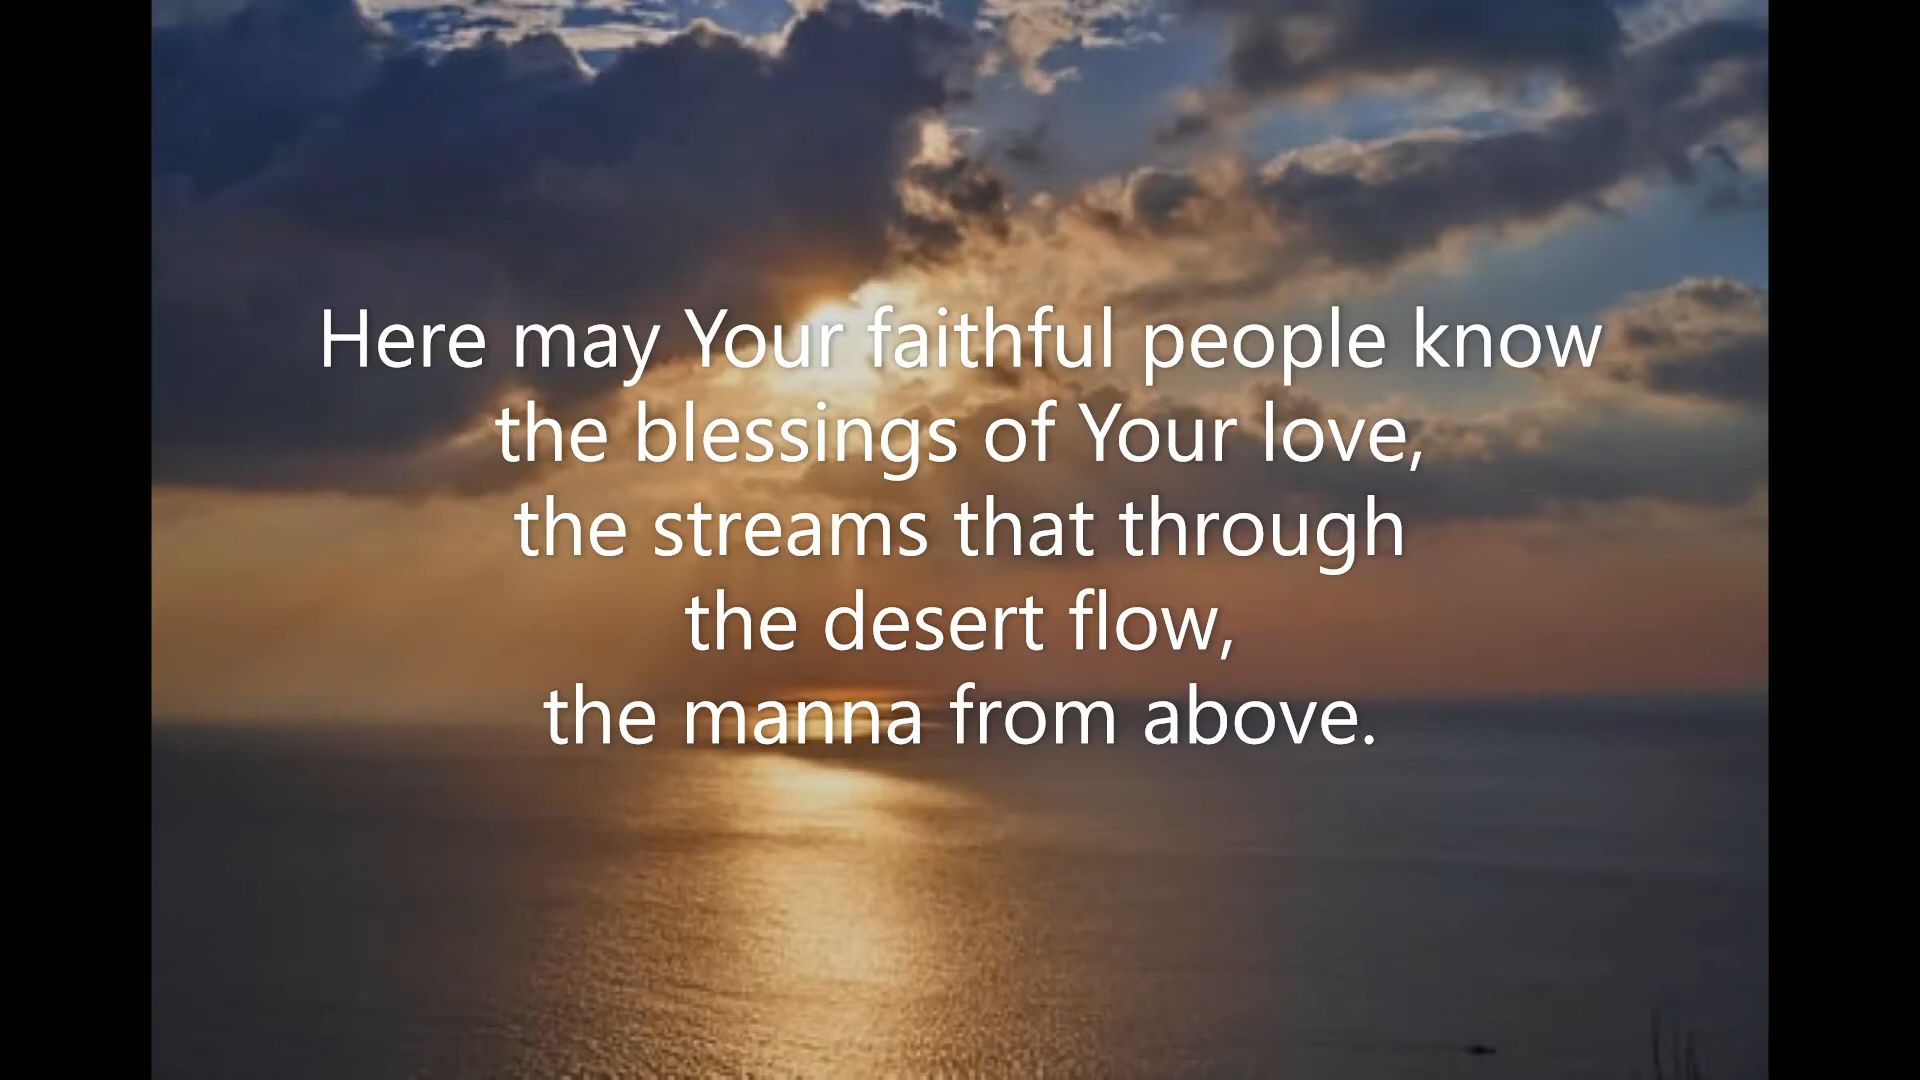 Here may Your faithful people know
the blessings of Your love,
the streams that through
the desert flow,
the manna from above.